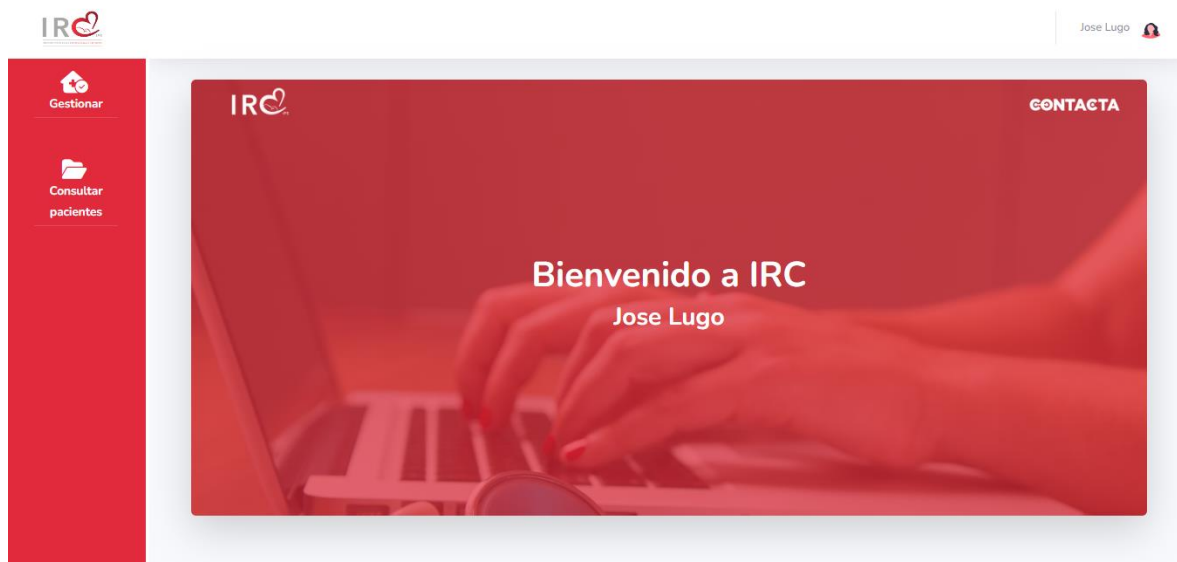 IRC
Jose Lugo
Gestionar
Consultar
pacientes
IRC
CONTACTA
Bienvenido a IRC
Jose Lugo